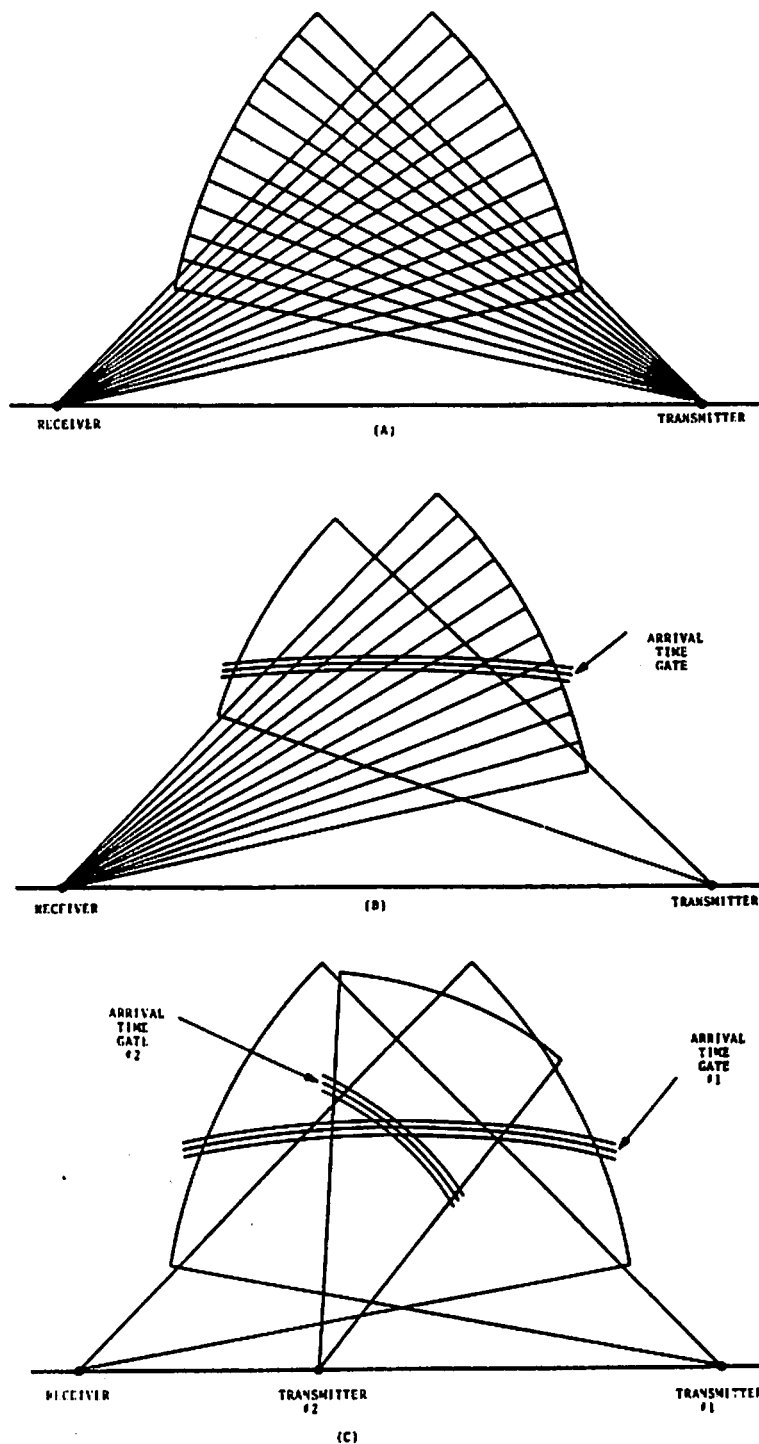 RECEIVER
TRANSMITTER
(A)
ARRIVAL
TIME
GATE
RECEIVER
(B)
TRANSMITTER
ARRIVAL
TIME
GATE
#2
ARRIVAL
TIME
GATE
#1
RECEIVER
TRANSMITTER
#2
TRANSMITTER
#1
(C)